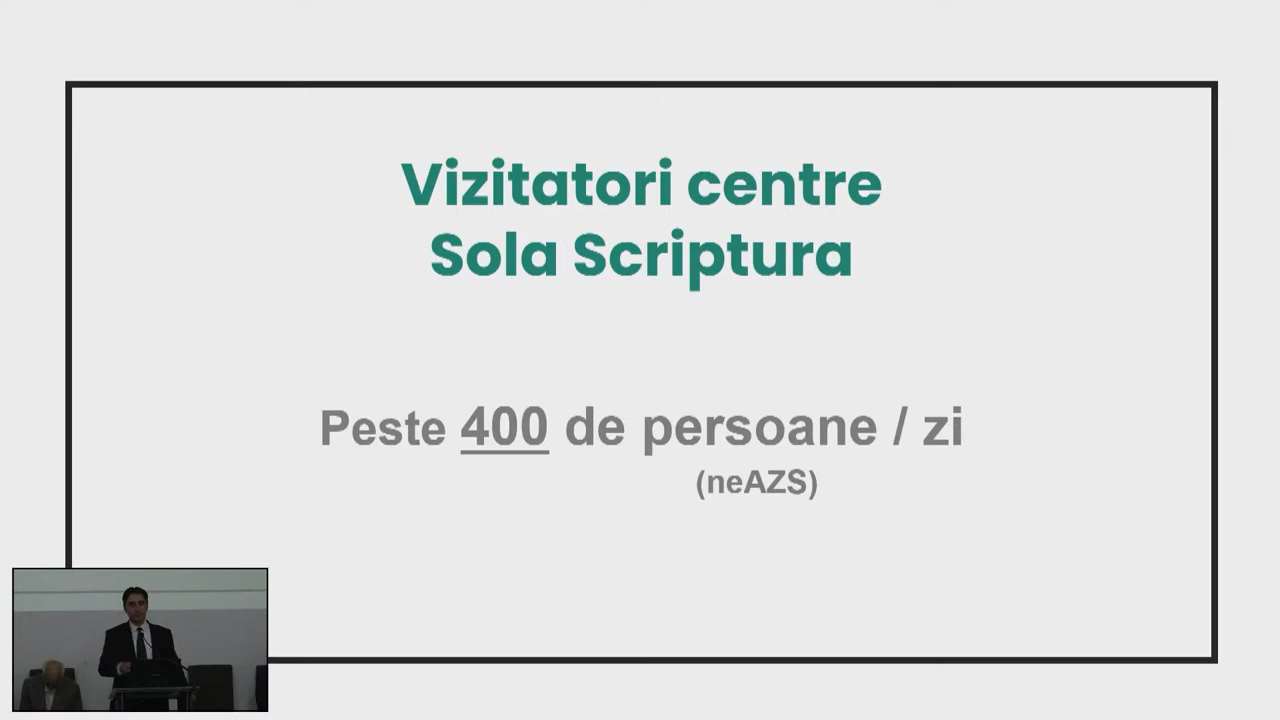 Vizitatori centre
Sola Scriptura
Peste 400 de persoane / zi
(neAZS)